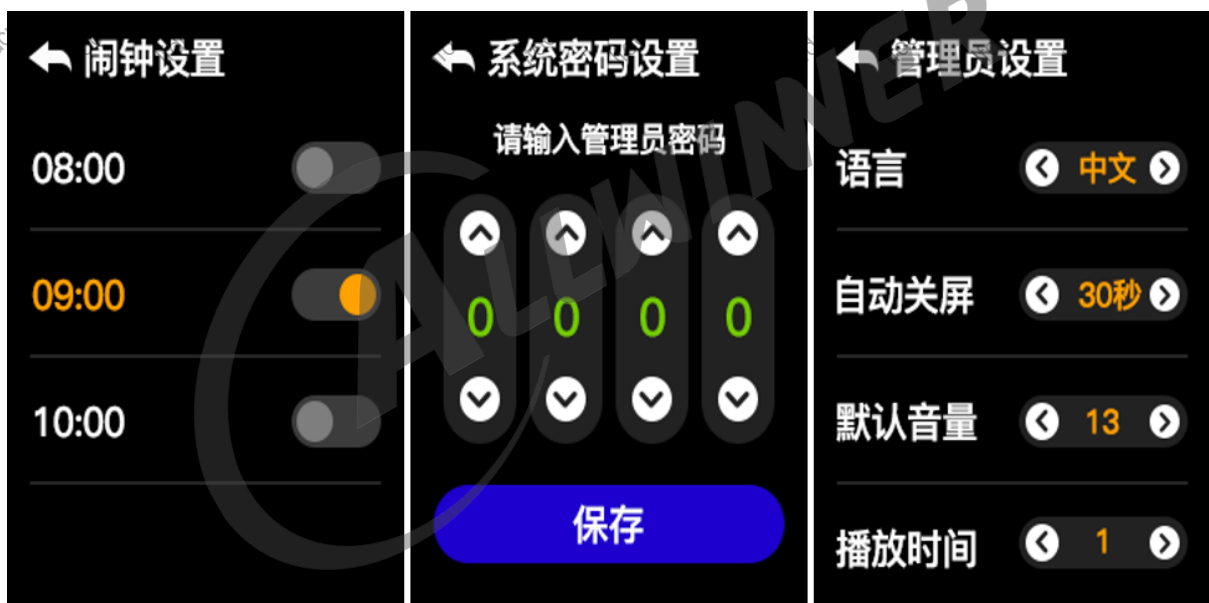 闹钟设置
08:00
09:00
10:00
系统密码设置
请输入管理员密码
0 0 0 0
保存
管理员设置
语言 中文
自动关屏 30秒
默认音量 13
播放时间 1
ALLWINNER